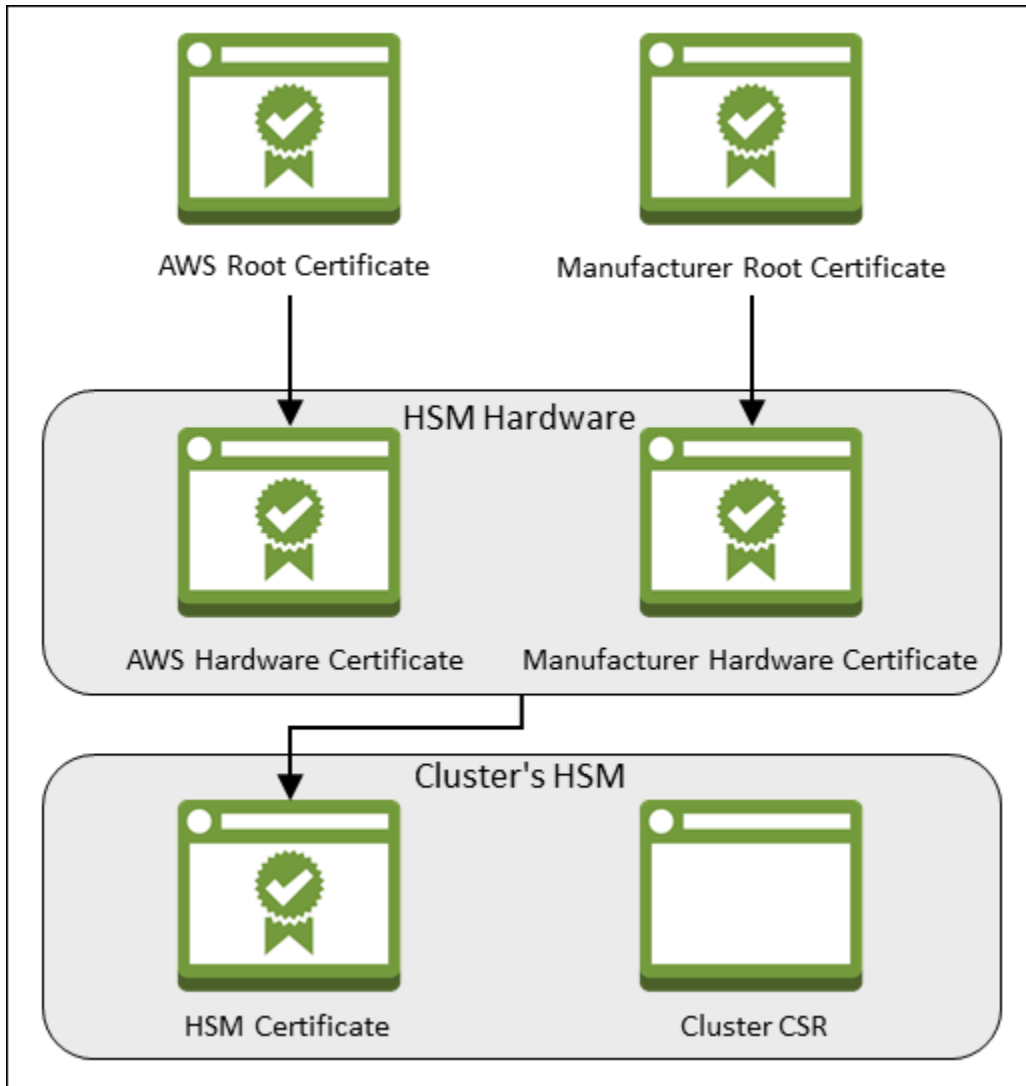 AWS Root Certificate
Manufacturer Root Certificate
HSM Hardware
AWS Hardware Certificate
Manufacturer Hardware Certificate
Cluster's HSM
HSM Certificate
Cluster CSR